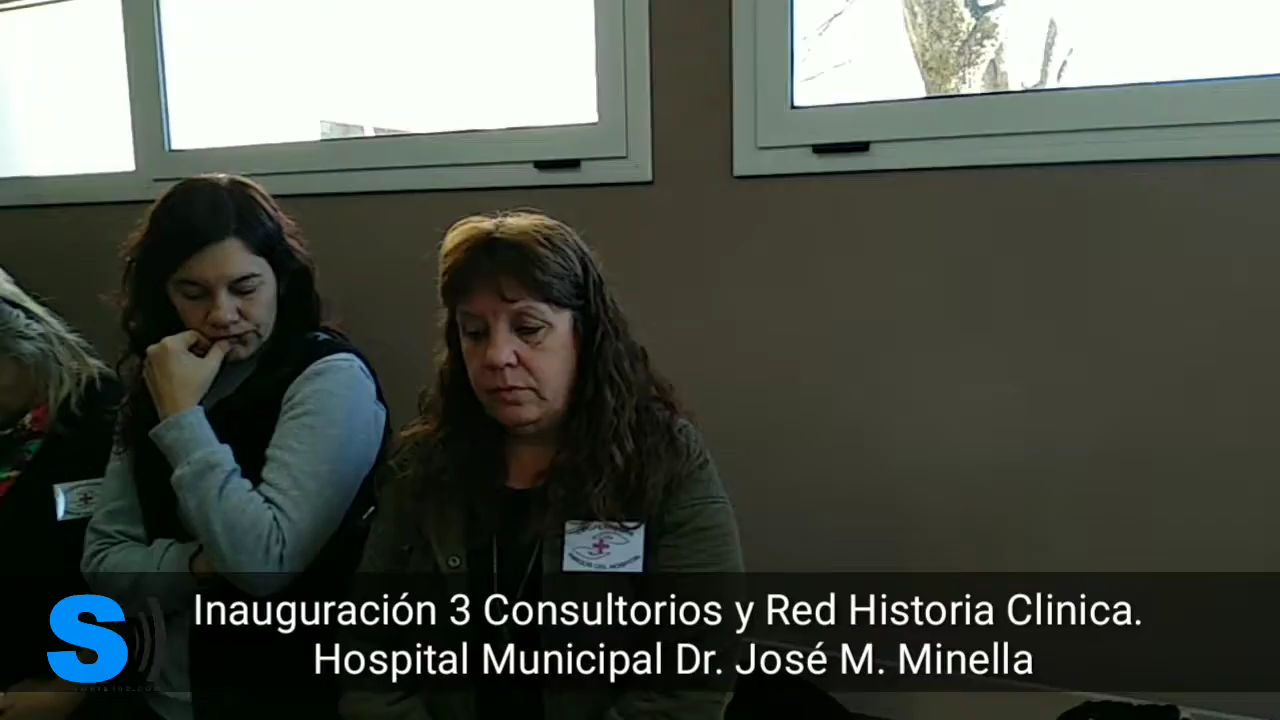 Inauguración 3 Consultorios y Red Historia Clinica.
Hospital Municipal Dr. José M. Minella
S